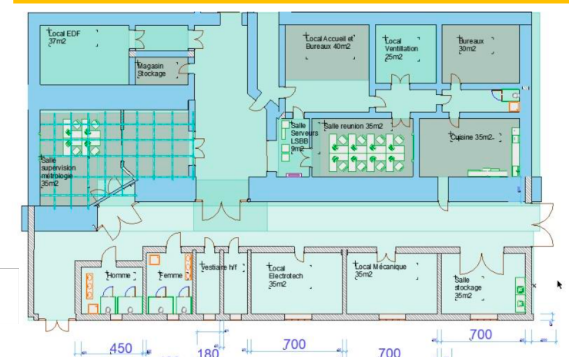 Local EDF
37m2
Magasin
Stockage
Local Accueil et
Bureaux 40m2
Local
Ventillation
25m2
Bureaux
30m2
Salle
Serveurs
LSBB
9m2
Salle reunion 35m2
Cuisine 35m2
Salle
supervision
métrologie
35m2
Homme
Femme
Vestiaire h/f
Local
Electrotech
35m2
Local Mécanique
35m2
Salle
stockage
35m2
450
180
700
700
700